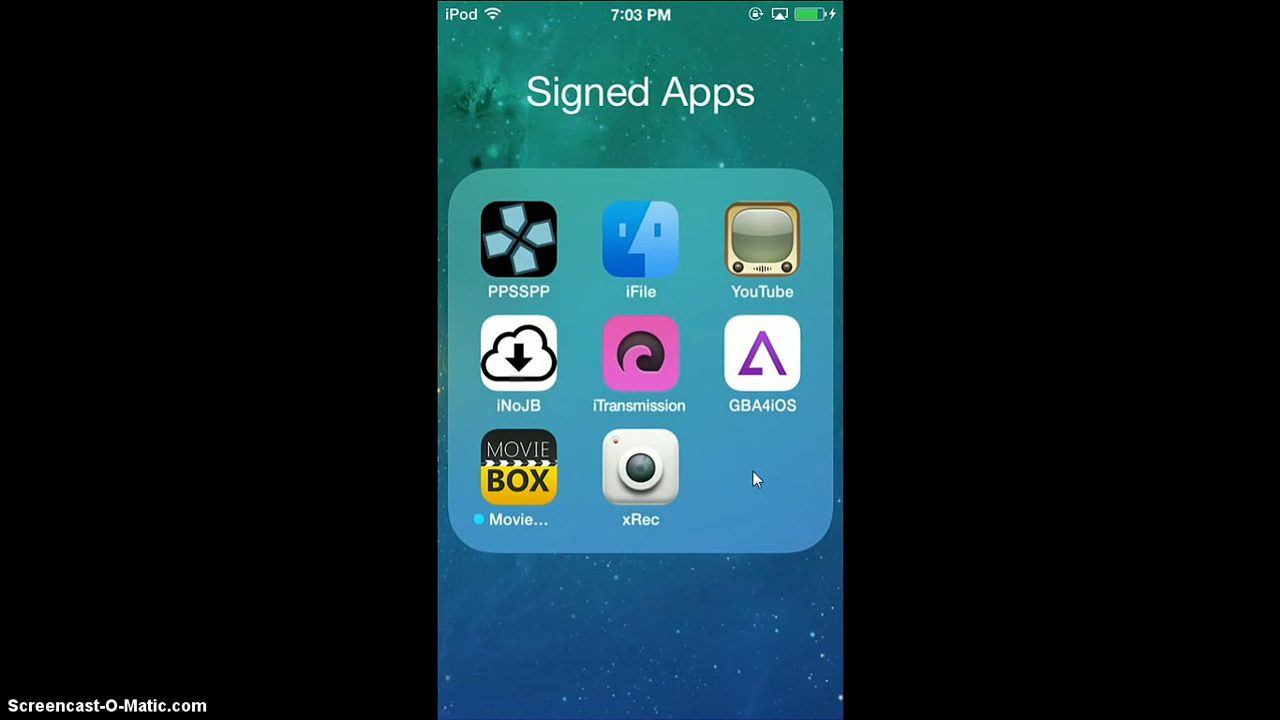 iPod 7:03 PM
Signed Apps
PPSSPP iFile YouTube
iNoJB iTransmission GBA4iOS
MOVIE
BOX
Movie... xRec
Screencast-O-Matic.com